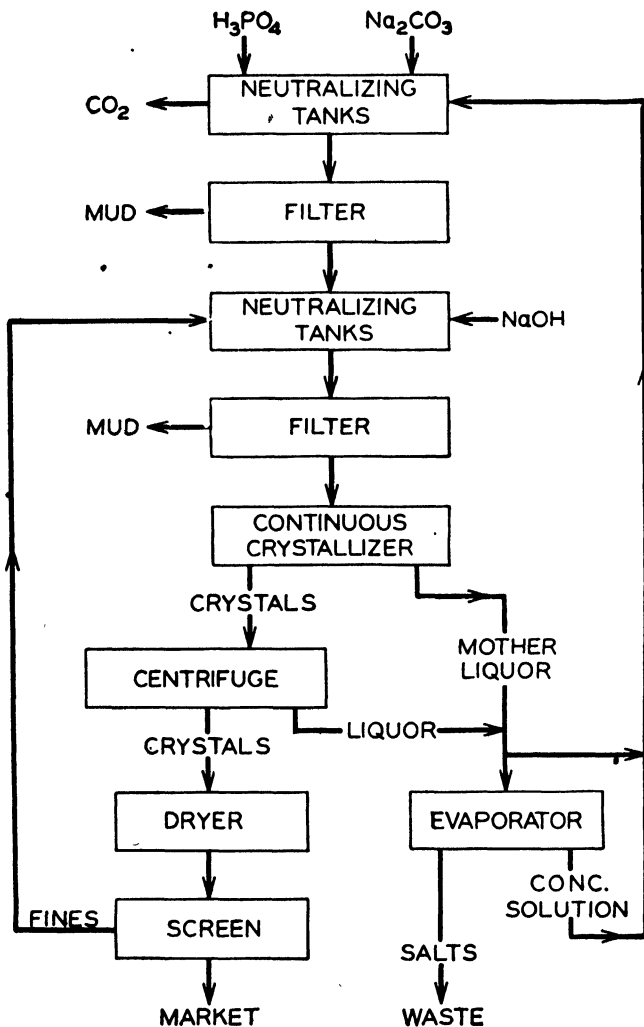 H₃PO₄
Na₂CO₃
NEUTRALIZING
TANKS
CO₂
FILTER
MUD
NEUTRALIZING
TANKS
NaOH
FILTER
MUD
CONTINUOUS
CRYSTALLIZER
CRYSTALS
MOTHER
LIQUOR
CENTRIFUGE
LIQUOR
CRYSTALS
DRYER
EVAPORATOR
CONC.
SOLUTION
FINES
SCREEN
SALTS
MARKET
WASTE